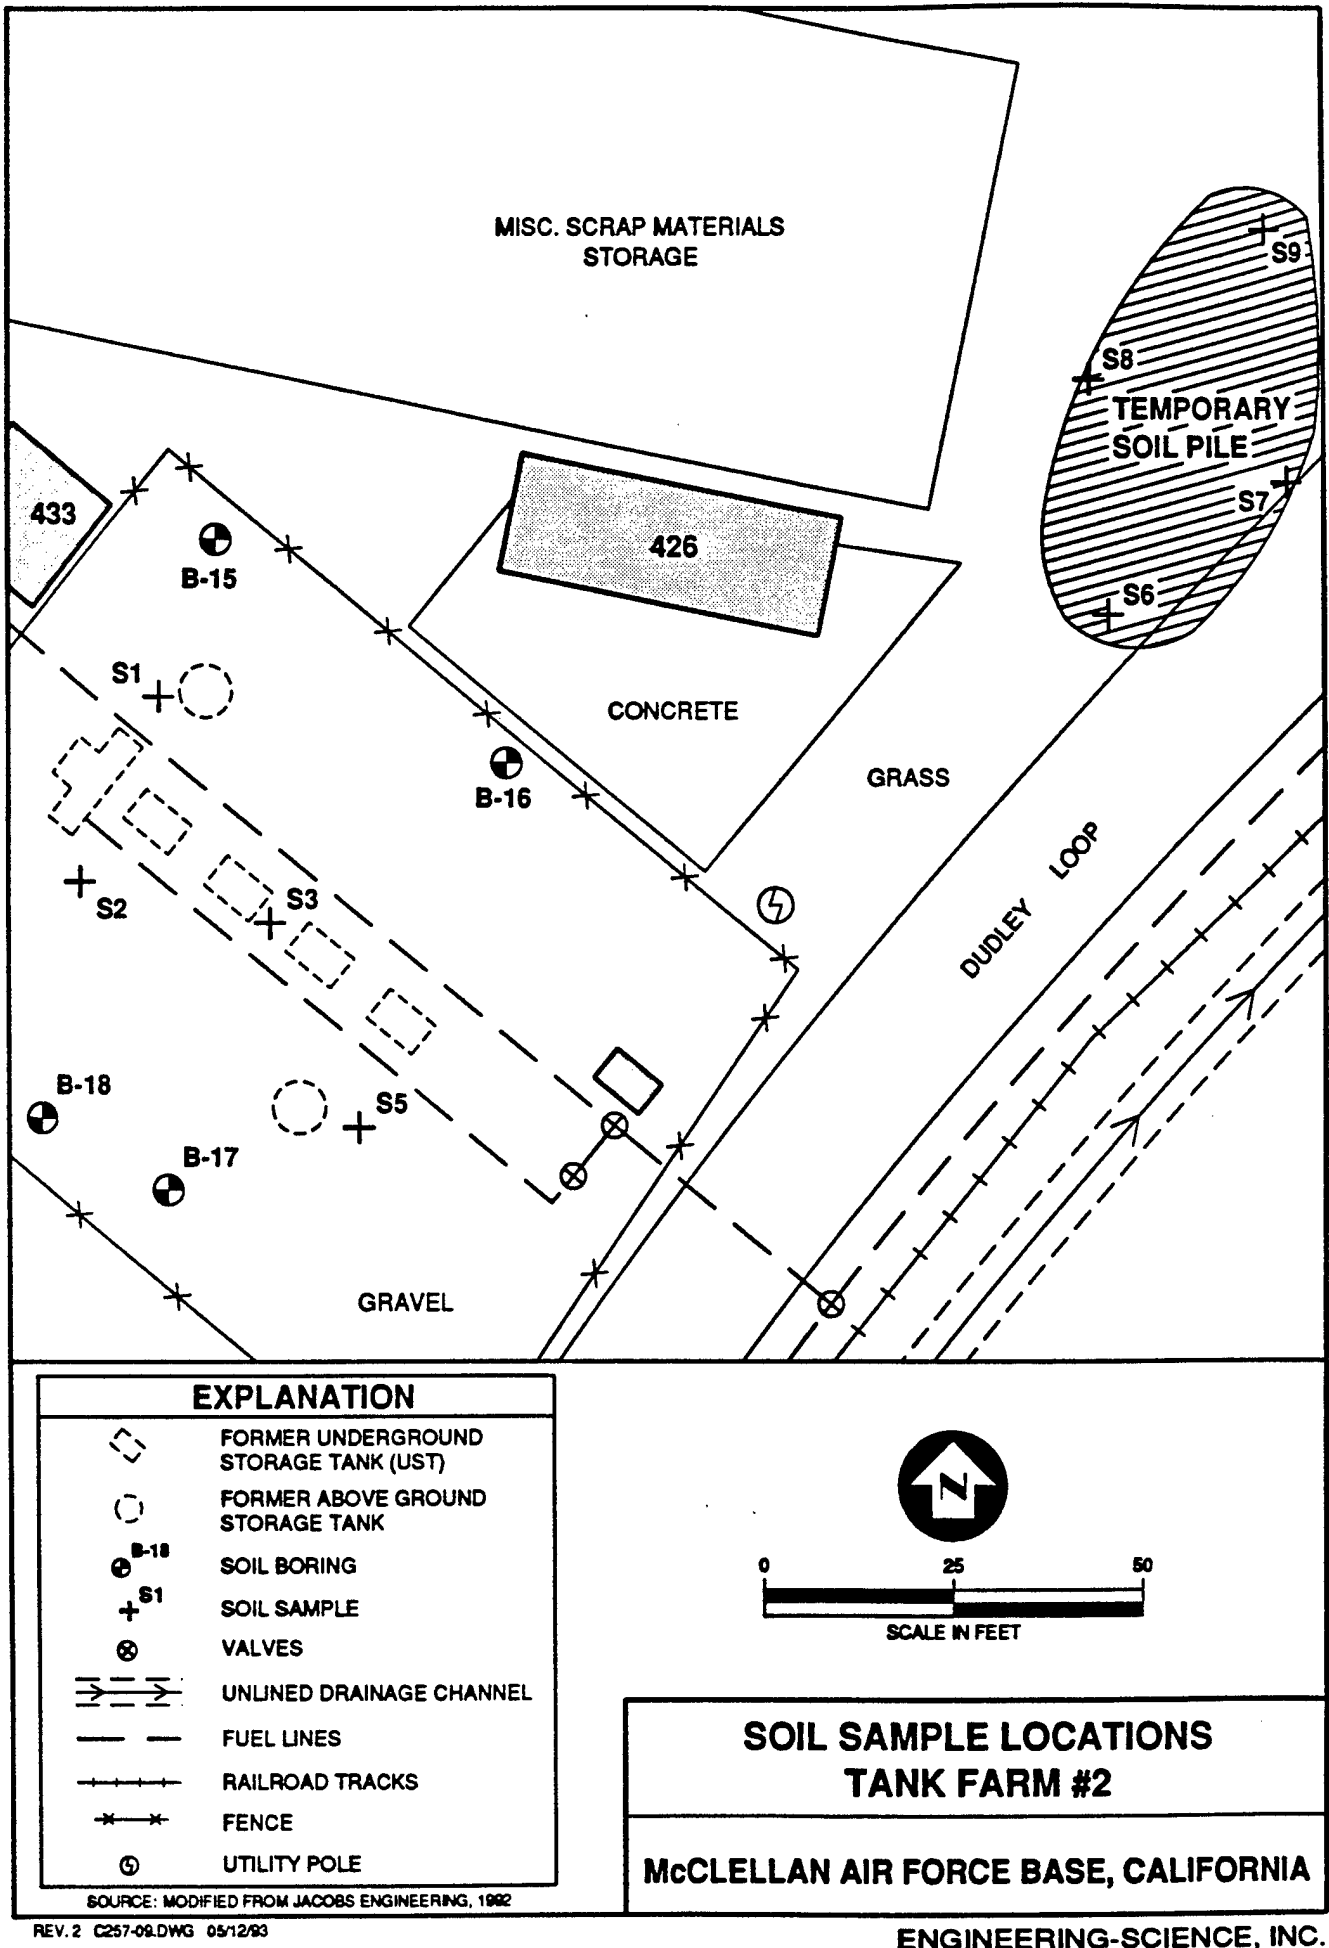 MISC. SCRAP MATERIALS
STORAGE
S9
S8
TEMPORARY
SOIL PILE
S7
S6
433
426
B-15
S1
CONCRETE
B-16
GRASS
S2
S3
DUDLEY LOOP
B-18
S5
B-17
GRAVEL
EXPLANATION
FORMER UNDERGROUND
STORAGE TANK (UST)
FORMER ABOVE GROUND
STORAGE TANK
B-18
SOIL BORING
S1
SOIL SAMPLE
VALVES
UNLINED DRAINAGE CHANNEL
FUEL LINES
RAILROAD TRACKS
FENCE
UTILITY POLE
SOURCE: MODIFIED FROM JACOBS ENGINEERING, 1992
N
0 25 50
SCALE IN FEET
SOIL SAMPLE LOCATIONS
TANK FARM #2
McCLELLAN AIR FORCE BASE, CALIFORNIA
REV. 2 C257-09.DWG 05/12/93
ENGINEERING-SCIENCE, INC.